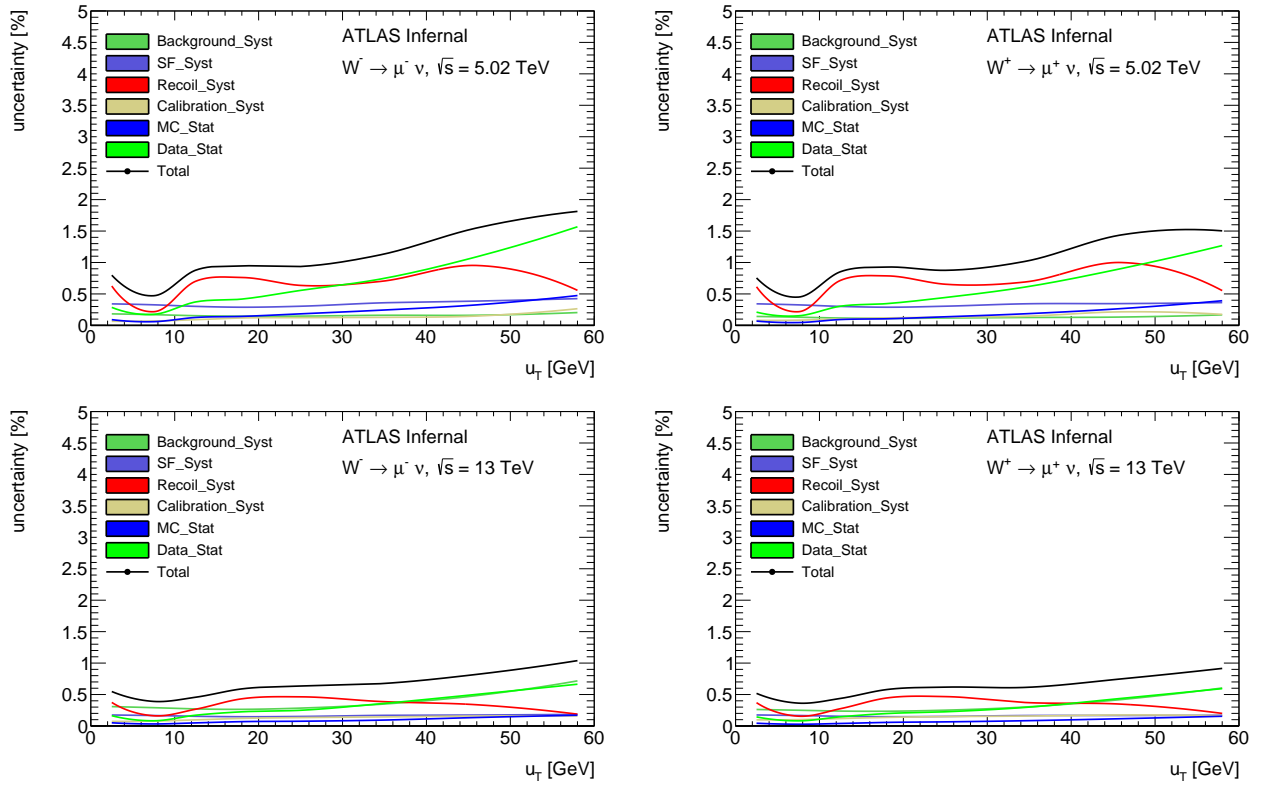 uncertainty [%]
5
4.5
4
3.5
3
2.5
2
1.5
1
0.5
0
Background_Syst
SF_Syst
Recoil_Syst
Calibration_Syst
MC_Stat
Data_Stat
Total
ATLAS Infernal
W⁻ → μ⁻ ν, √s = 5.02 TeV
0 10 20 30 40 50 60
u_T [GeV]
uncertainty [%]
5
4.5
4
3.5
3
2.5
2
1.5
1
0.5
0
Background_Syst
SF_Syst
Recoil_Syst
Calibration_Syst
MC_Stat
Data_Stat
Total
ATLAS Infernal
W⁺ → μ⁺ ν, √s = 5.02 TeV
0 10 20 30 40 50 60
u_T [GeV]
uncertainty [%]
5
4.5
4
3.5
3
2.5
2
1.5
1
0.5
0
Background_Syst
SF_Syst
Recoil_Syst
Calibration_Syst
MC_Stat
Data_Stat
Total
ATLAS Infernal
W⁻ → μ⁻ ν, √s = 13 TeV
0 10 20 30 40 50 60
u_T [GeV]
uncertainty [%]
5
4.5
4
3.5
3
2.5
2
1.5
1
0.5
0
Background_Syst
SF_Syst
Recoil_Syst
Calibration_Syst
MC_Stat
Data_Stat
Total
ATLAS Infernal
W⁺ → μ⁺ ν, √s = 13 TeV
0 10 20 30 40 50 60
u_T [GeV]